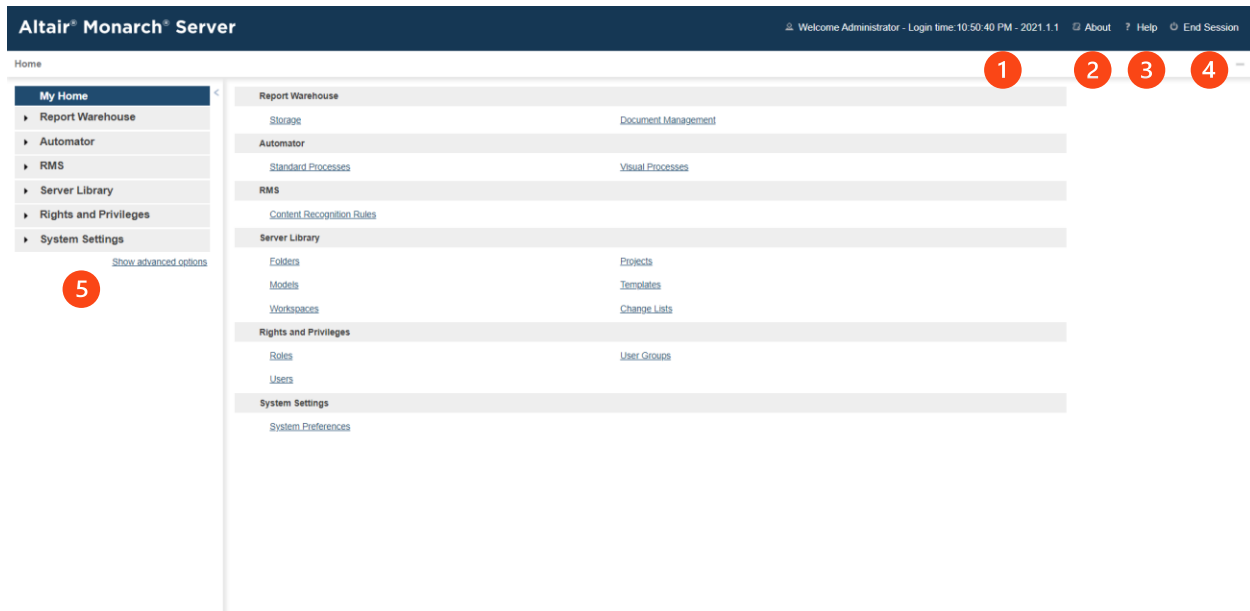 Altair® Monarch® Server
Welcome Administrator - Login time:10:50:40 PM - 2021.1.1 About ? Help End Session
Home
1 2 3 4
My Home
Report Warehouse
Automator
RMS
Server Library
Rights and Privileges
System Settings
Show advanced options
5
Report Warehouse
Storage Document Management
Automator
Standard Processes Visual Processes
RMS
Content Recognition Rules
Server Library
Folders Projects
Models Templates
Workspaces Change Lists
Rights and Privileges
Roles User Groups
Users
System Settings
System Preferences